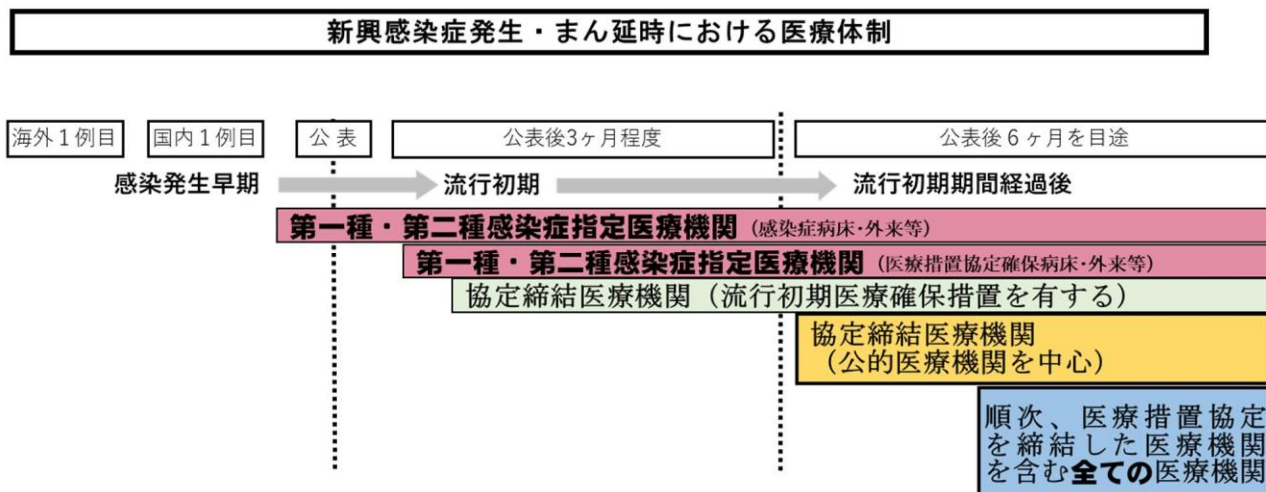 新興感染症発生・まん延時における医療体制
海外１例目
国内１例目
公 表
公表後3ヶ月程度
公表後６ヶ月を目途
感染発生早期
流行初期
流行初期期間経過後
第一種・第二種感染症指定医療機関（感染症病床･外来等）
第一種・第二種感染症指定医療機関（医療措置協定確保病床･外来等）
協定締結医療機関（流行初期医療確保措置を有する）
協定締結医療機関
（公的医療機関を中心）
順次、医療措置協定
を締結した医療機関
を含む全ての医療機関